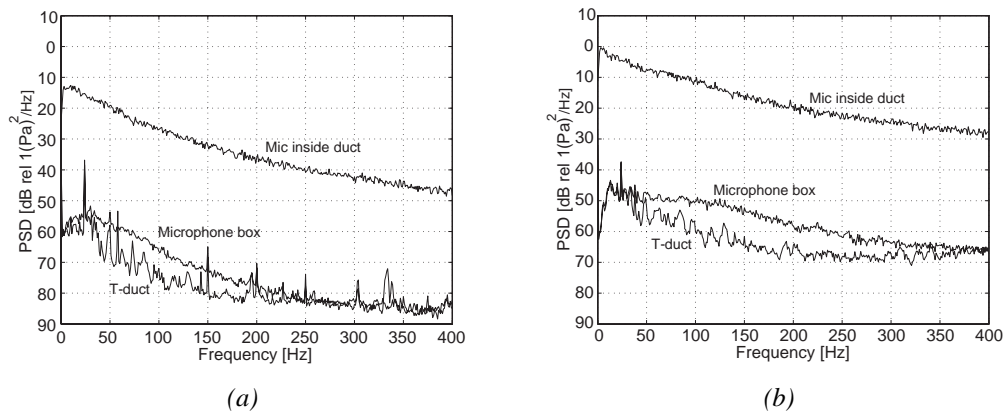 10
0
10
20
30
40
50
60
70
80
90
PSD [dB rel 1(Pa)²/Hz]
Mic inside duct
Microphone box
T-duct
0 50 100 150 200 250 300 350 400
Frequency [Hz]
(a)
10
0
10
20
30
40
50
60
70
80
90
PSD [dB rel 1(Pa)²/Hz]
Mic inside duct
Microphone box
T-duct
0 50 100 150 200 250 300 350 400
Frequency [Hz]
(b)